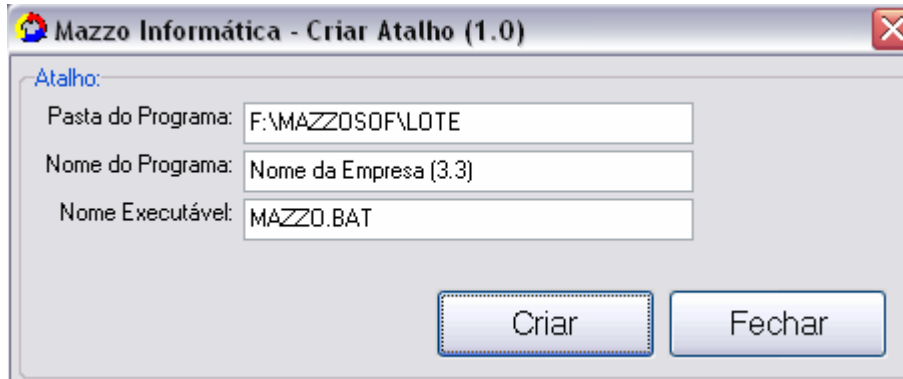 Mazzo Informática - Criar Atalho (1.0)
Atalho:
Pasta do Programa: F:\MAZZOSOF\LOTE
Nome do Programa: Nome da Empresa (3.3)
Nome Executável: MAZZO.BAT
Criar Fechar